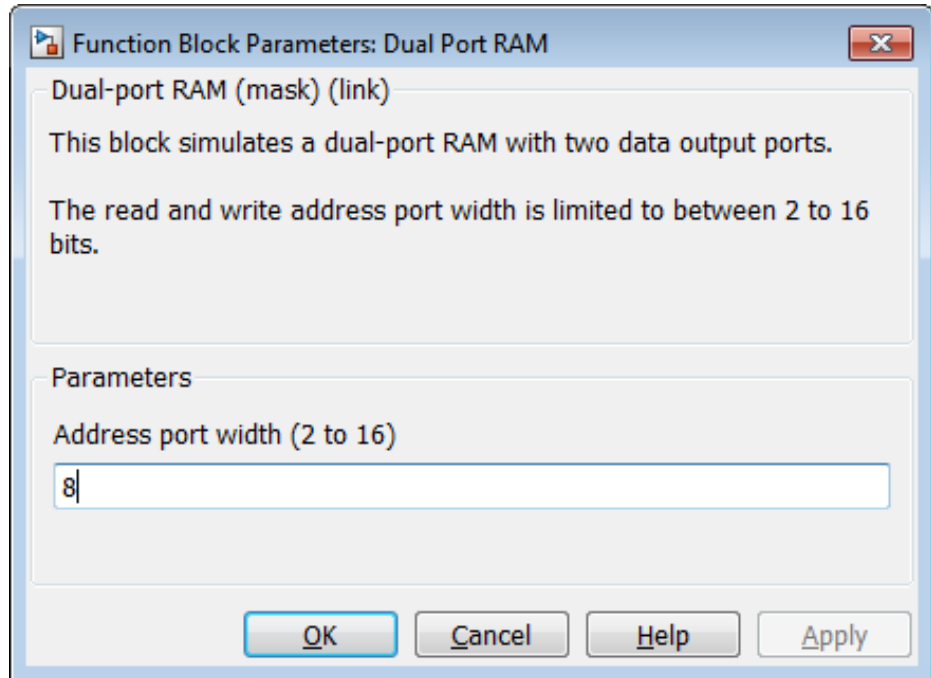 Function Block Parameters: Dual Port RAM
Dual-port RAM (mask) (link)
This block simulates a dual-port RAM with two data output ports.
The read and write address port width is limited to between 2 to 16
bits.
Parameters
Address port width (2 to 16)
8
OK Cancel Help Apply